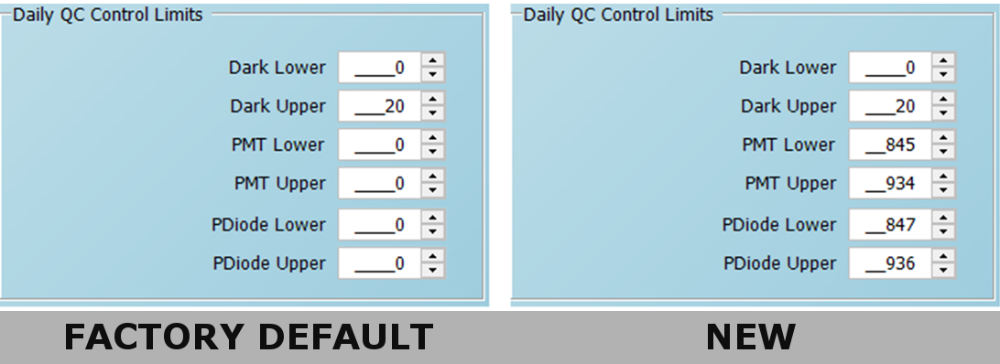 Daily QC Control Limits
Dark Lower ____0
Dark Upper ___20
PMT Lower ____0
PMT Upper ____0
PDiode Lower ____0
PDiode Upper ____0
FACTORY DEFAULT
Daily QC Control Limits
Dark Lower ____0
Dark Upper ___20
PMT Lower __845
PMT Upper __934
PDiode Lower __847
PDiode Upper __936
NEW